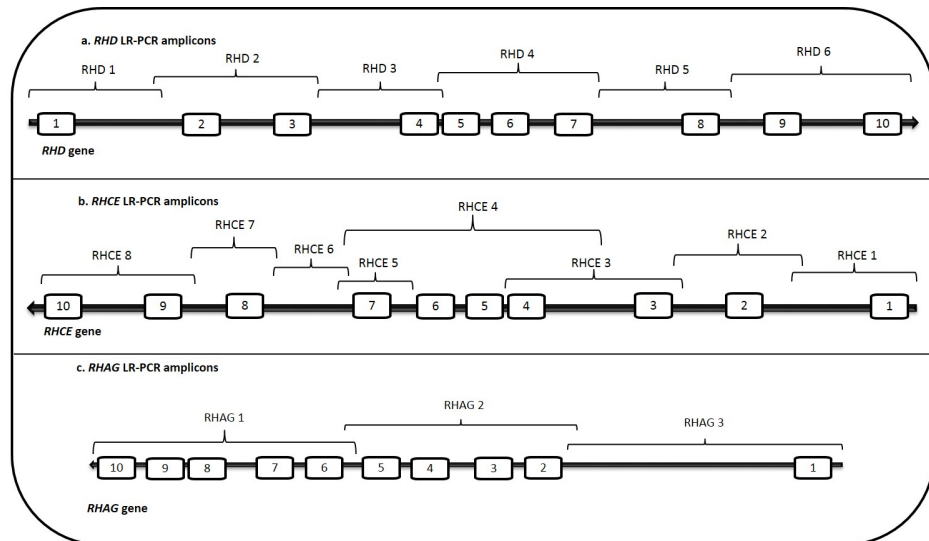 a. RHD LR-PCR amplicons
RHD 1
RHD 2
RHD 3
RHD 4
RHD 5
RHD 6
1 2 3 4 5 6 7 8 9 10
RHD gene
b. RHCE LR-PCR amplicons
RHCE 8
RHCE 7
RHCE 6
RHCE 5
RHCE 4
RHCE 3
RHCE 2
RHCE 1
10 9 8 7 6 5 4 3 2 1
RHCE gene
c. RHAG LR-PCR amplicons
RHAG 1
RHAG 2
RHAG 3
10 9 8 7 6 5 4 3 2 1
RHAG gene